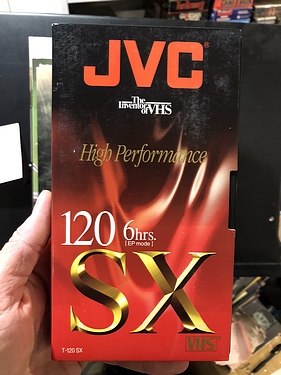 JVC®
The
Inventor
of VHS
High Performance
120 6hrs.
[EP mode]
SX
VHS
T-120 SX